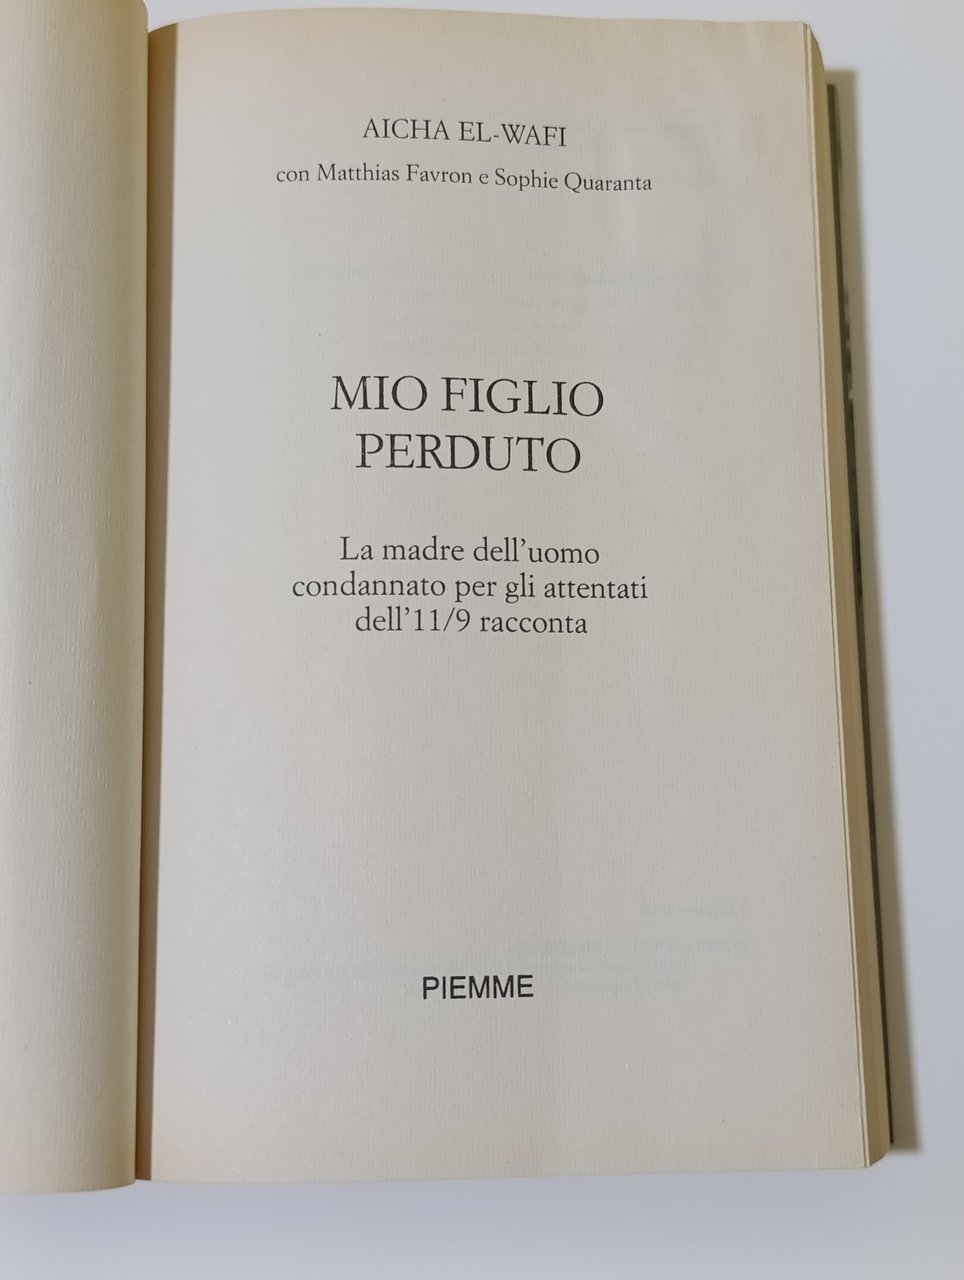 AICHA EL-WAFI
con Matthias Favron e Sophie Quaranta
MIO FIGLIO
PERDUTO
La madre dell'uomo
condannato per gli attentati
dell'11/9 racconta
PIEMME